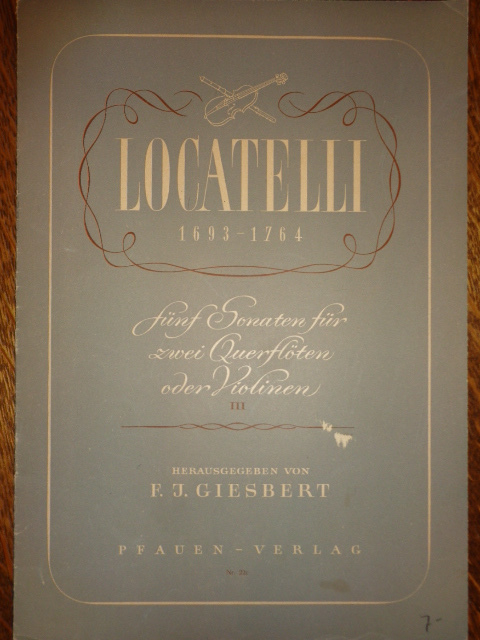 LOCATELLI
1693-1764
fünf Sonaten für
zwei Querflöten
oder Violinen
III
HERAUSGEGEBEN VON
F. J. GIESBERT
PFAUEN-VERLAG
7-